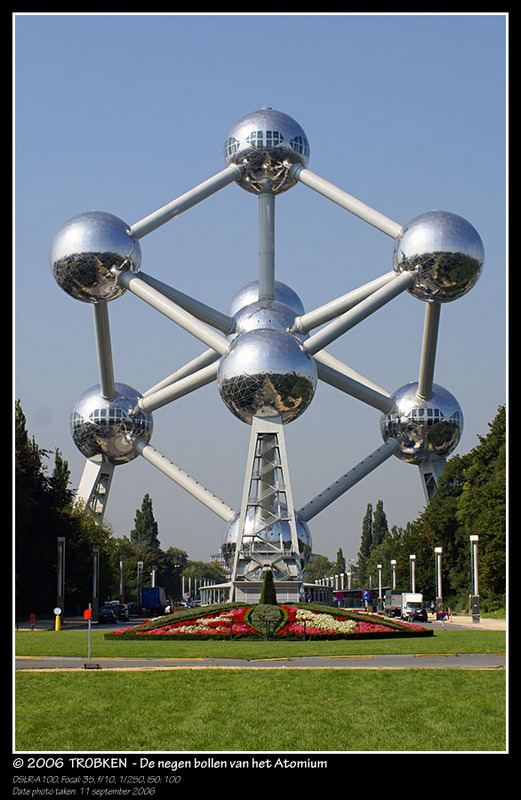 © 2006 TROBKEN - De negen bollen van het Atomium
DSLR-A100, Focal: 35, f/10, 1/250, ISO: 100
Date photo taken: 11 september 2006